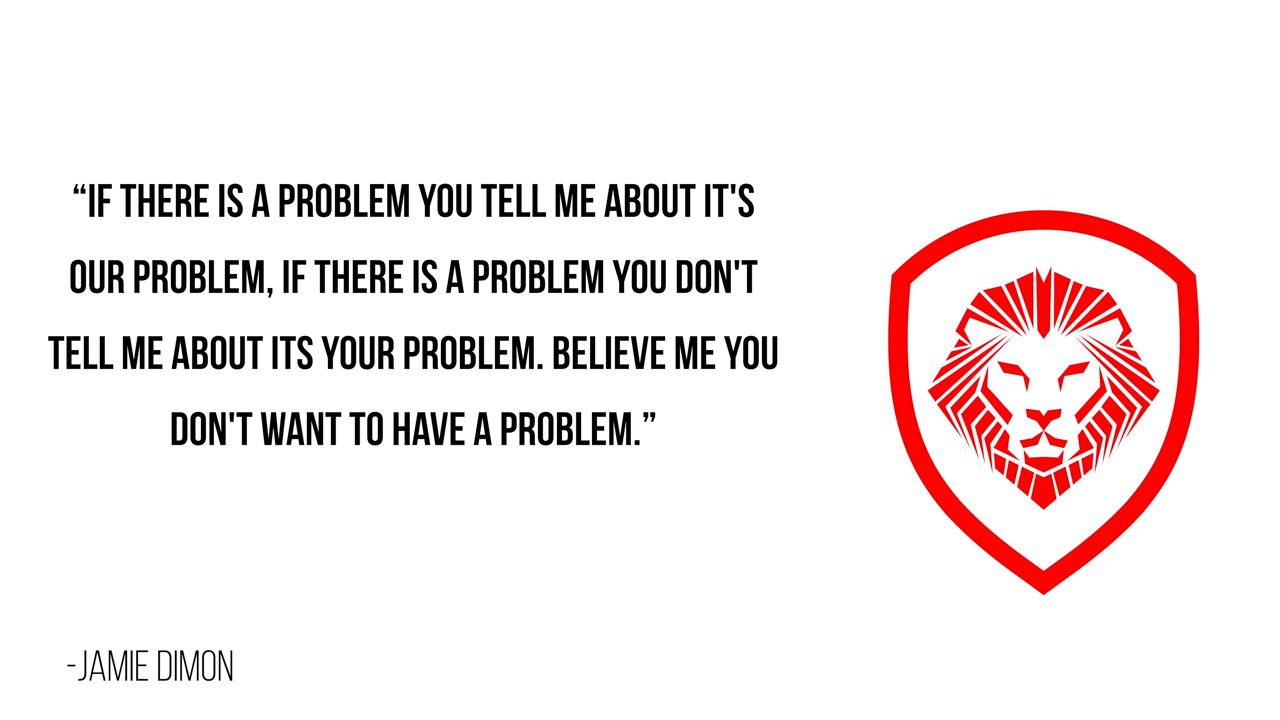 “IF THERE IS A PROBLEM YOU TELL ME ABOUT IT'S
OUR PROBLEM, IF THERE IS A PROBLEM YOU DON'T
TELL ME ABOUT ITS YOUR PROBLEM. BELIEVE ME YOU
DON'T WANT TO HAVE A PROBLEM.”
-JAMIE DIMON